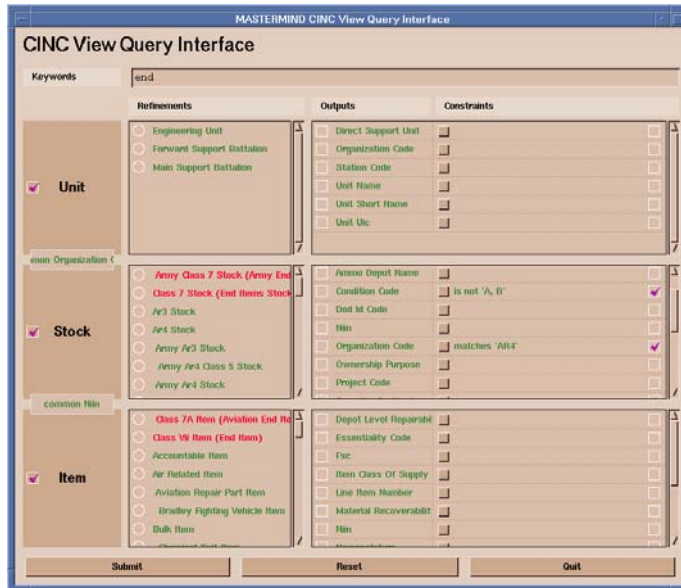 MASTERMIND CINC View Query Interface
CINC View Query Interface
Keywords
end
Refinements
Outputs
Constraints
Unit
Engineering Unit
Forward Support Battalion
Main Support Battalion
Direct Support Unit
Organization Code
Station Code
Unit Name
Unit Short Name
Unit Uic
Organization
Stock
Army Class 7 Stock (Army End
Class 7 Stock (End Items Stock
Ar3 Stock
Ar4 Stock
Army Ar3 Stock
Army Ar4 Class 5 Stock
Army Ar4 Stock
Ammo Depot Name
Condition Code is not 'A, B'
Dod Id Code
Niin
Organization Code matches 'AR4'
Ownership Purpose
Project Code
common Niin
Item
Class 7A Item (Aviation End Ite
Class Vii Item (End Item)
Accountable Item
Air Related Item
Aviation Repair Part Item
Bradley Fighting Vehicle Item
Bulk Item
Depot Level Repairabil
Essentiality Code
Fsc
Item Class Of Supply
Line Item Number
Material Recoverabilit
Niin
Submit
Reset
Quit